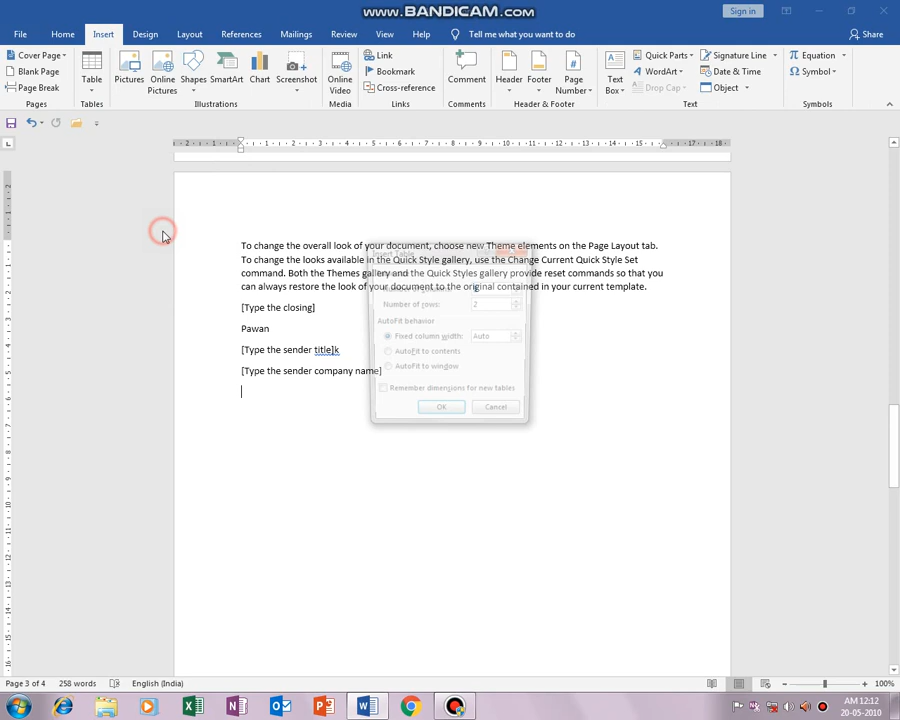 www.BANDICAM.com
Sign in
File Home Insert Design Layout References Mailings Review View Help Tell me what you want to do Share
Cover Page
Blank Page
Page Break
Pages
Table
Tables
Pictures
Online Pictures
Shapes
SmartArt
Chart
Screenshot
Illustrations
Online Video
Media
Link
Bookmark
Cross-reference
Links
Comment
Comments
Header
Footer
Page Number
Header & Footer
Text Box
Quick Parts
WordArt
Drop Cap
Signature Line
Date & Time
Object
Text
Equation
Symbol
Symbols
To change the overall look of your document, choose new Theme elements on the Page Layout tab.
To change the looks available in the Quick Style gallery, use the Change Current Quick Style Set
command. Both the Themes gallery and the Quick Styles gallery provide reset commands so that you
can always restore the look of your document to the original contained in your current template.
[Type the closing]
Pawan
[Type the sender title]k
[Type the sender company name]
Insert Table
Number of rows: 2
AutoFit behavior
Fixed column width: Auto
AutoFit to contents
AutoFit to window
Remember dimensions for new tables
OK Cancel
Page 3 of 4 258 words English (India) 100%
AM 12:12
20-05-2010